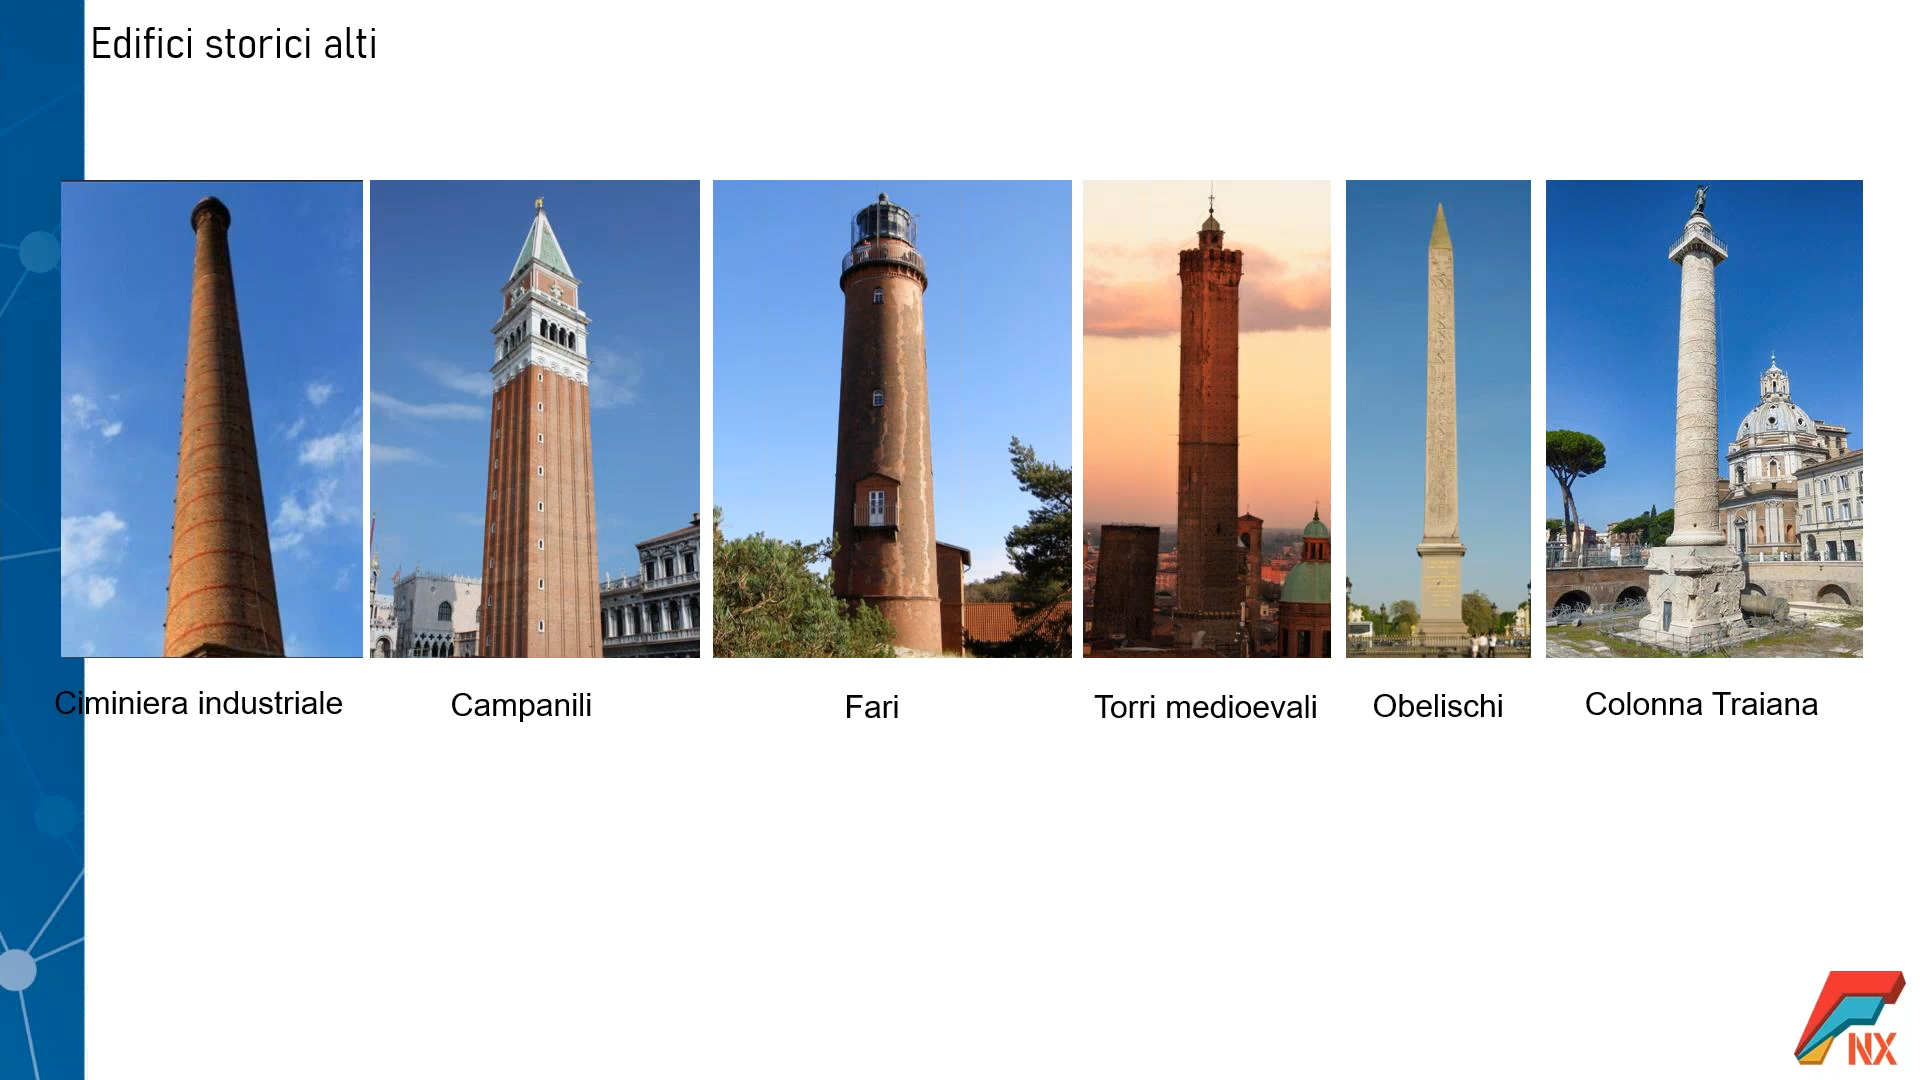 Edifici storici alti
Ciminiera industriale
Campanili
Fari
Torri medioevali
Obelischi
Colonna Traiana
NX